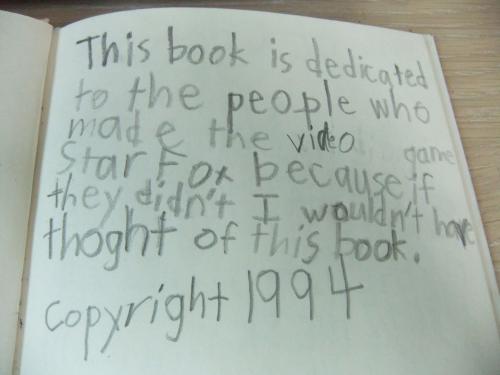 This book is dedicated
to the people who
made the video game
Star Fox because if
they didn't I wouldn't have
thoght of this book.
copyright 1994